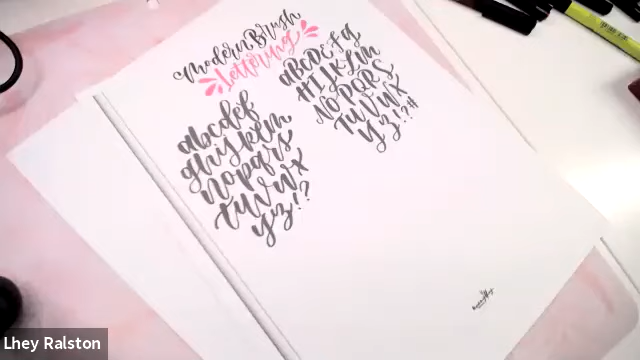 Modern Brush
Lettering
abcdef
ghijklm
nopqrs
tuvwx
yz!?
ABCDEFG
HIJKLM
NOPQRS
TUVWX
YZ!?#
Lhey Ralston